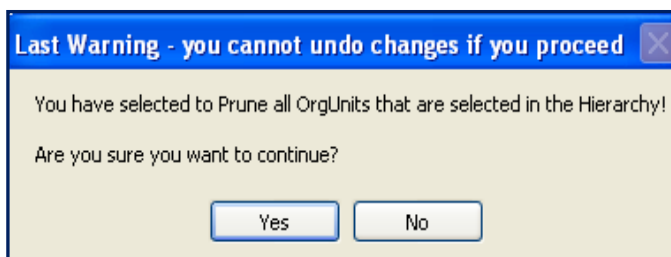 Last Warning - you cannot undo changes if you proceed
You have selected to Prune all OrgUnits that are selected in the Hierarchy!
Are you sure you want to continue?
Yes No